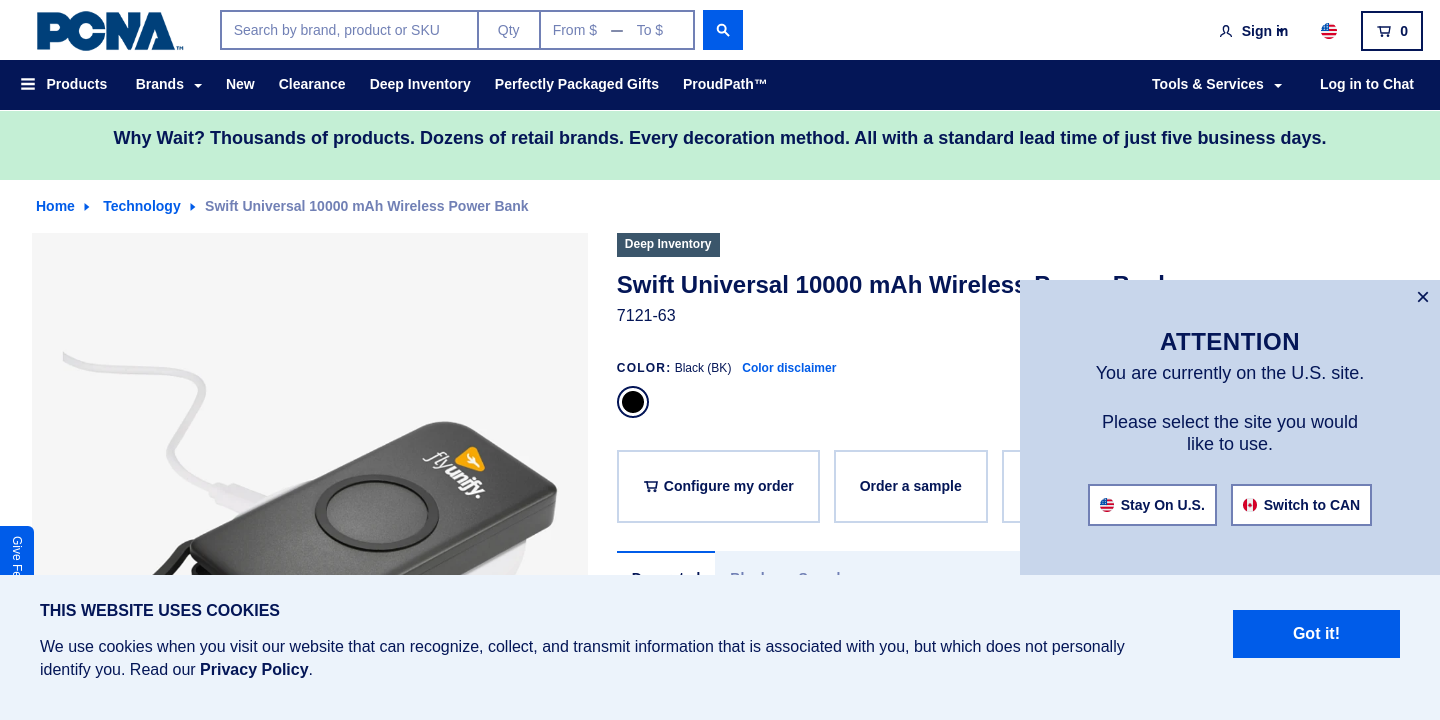 PCNA™
Search by brand, product or SKU
Qty
From $ — To $
Sign in
0
Products
Brands
New
Clearance
Deep Inventory
Perfectly Packaged Gifts
ProudPath™
Tools & Services
Log in to Chat
Why Wait? Thousands of products. Dozens of retail brands. Every decoration method. All with a standard lead time of just five business days.
Home
Technology
Swift Universal 10000 mAh Wireless Power Bank
Deep Inventory
Swift Universal 10000 mAh Wireless
7121-63
COLOR: Black (BK) Color disclaimer
flyunify.
Configure my order
Order a sample
×
ATTENTION
You are currently on the U.S. site.
Please select the site you would
like to use.
Stay On U.S.
Switch to CAN
Give
THIS WEBSITE USES COOKIES
We use cookies when you visit our website that can recognize, collect, and transmit information that is associated with you, but which does not personally
identify you. Read our Privacy Policy.
Got it!